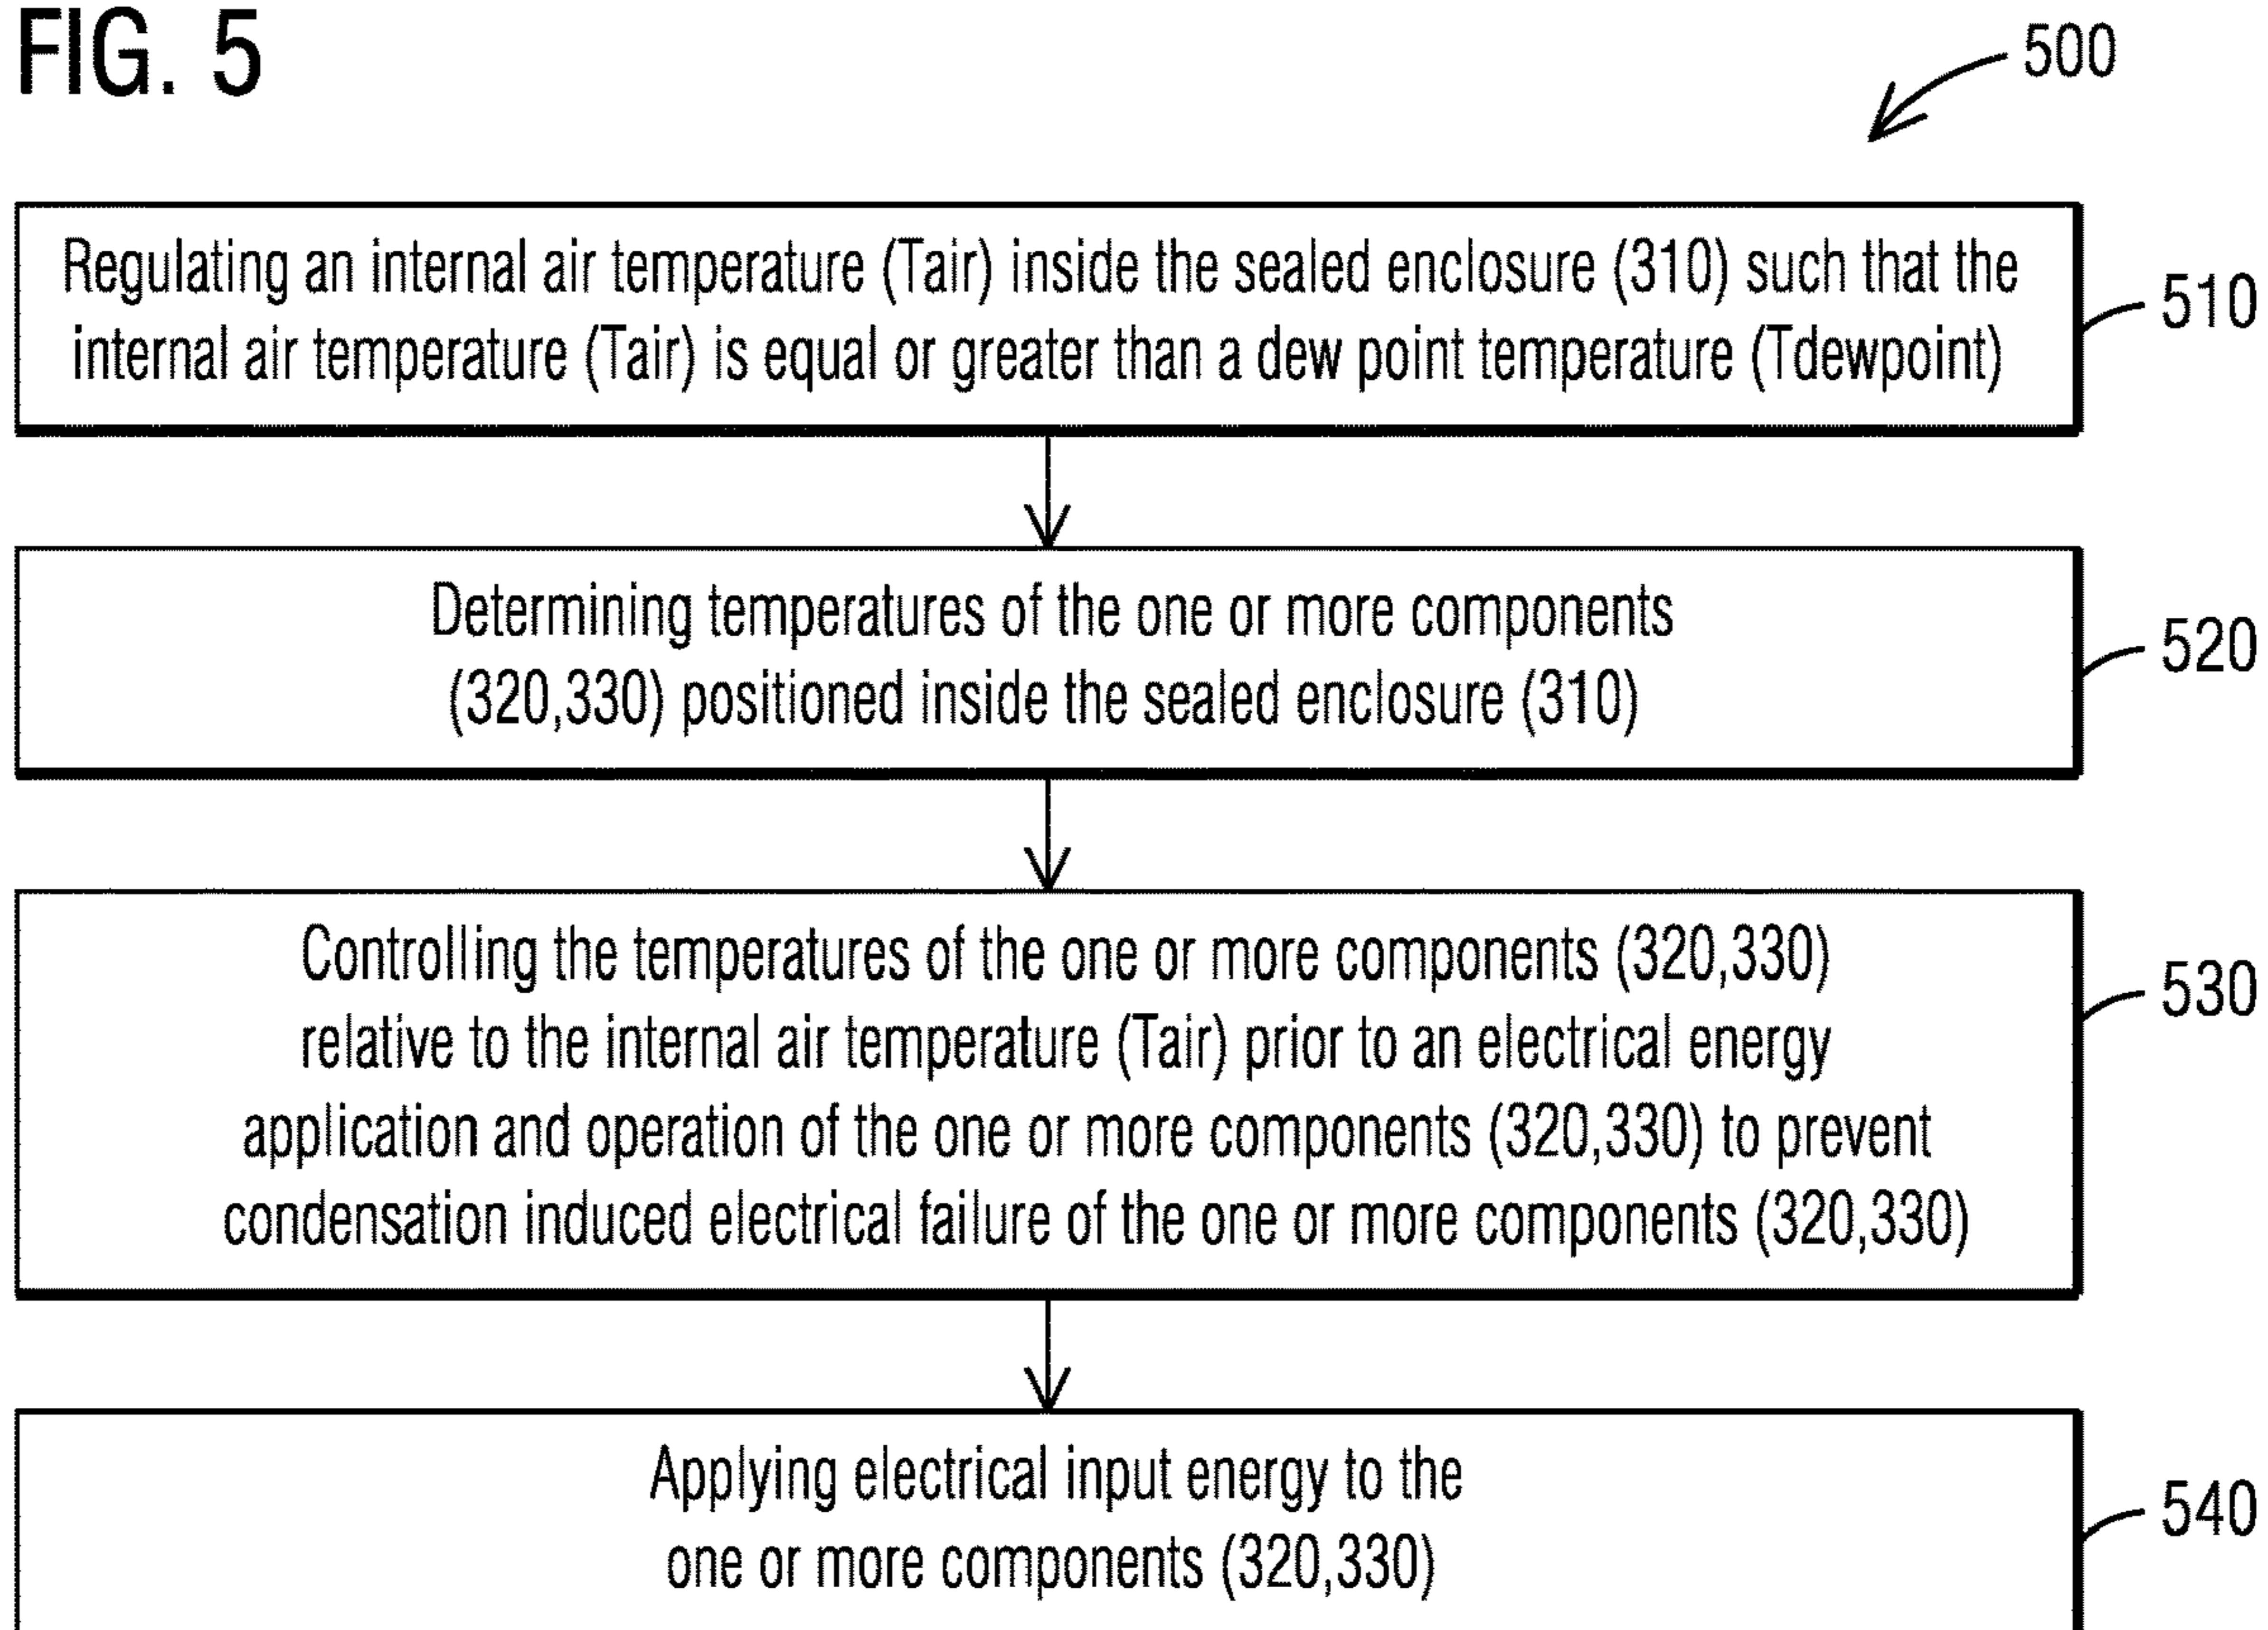 FIG. 5
500
Regulating an internal air temperature (Tair) inside the sealed enclosure (310) such that the
internal air temperature (Tair) is equal or greater than a dew point temperature (Tdewpoint)
510
Determining temperatures of the one or more components
(320,330) positioned inside the sealed enclosure (310)
520
Controlling the temperatures of the one or more components (320,330)
relative to the internal air temperature (Tair) prior to an electrical energy
application and operation of the one or more components (320,330) to prevent
condensation induced electrical failure of the one or more components (320,330)
530
Applying electrical input energy to the
one or more components (320,330)
540